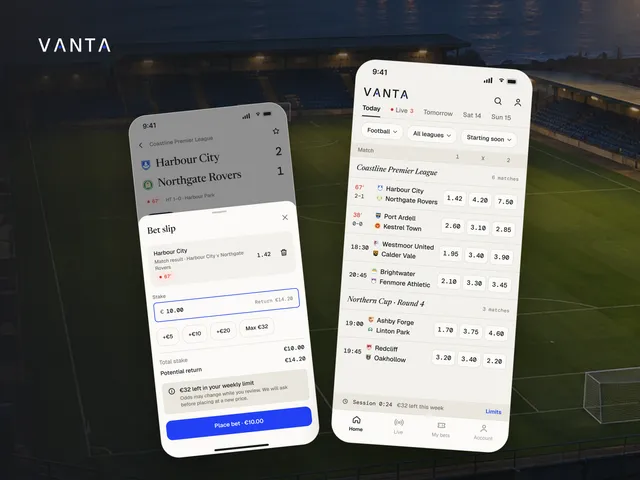 VANTA
9:41
Coastline Premier League
Harbour City
2
Northgate Rovers
1
67'
HT 1-0 · Harbour Park
Bet slip
Harbour City
Match result · Harbour City v Northgate
Rovers
1.42
67'
Stake
€ 10.00
Return €14.20
+€5
+€10
+€20
Max €32
Total stake
€10.00
Potential return
€14.20
€32 left in your weekly limit
Odds may change while you review. We will ask
before placing at a new price.
Place bet · €10.00
9:41
VANTA
Today
Live 3
Tomorrow
Sat 14
Sun 15
Football
All leagues
Starting soon
Match
1
X
2
Coastline Premier League
6 matches
67'
2-1
Harbour City
Northgate Rovers
1.42
4.20
7.50
38'
0-0
Port Ardell
Kestrel Town
2.60
3.10
2.85
18:30
Westmoor United
Calder Vale
1.95
3.40
3.90
20:45
Brightwater
Fenmore Athletic
2.10
3.30
3.45
Northern Cup · Round 4
3 matches
19:00
Ashby Forge
Linton Park
1.70
3.75
4.60
19:45
Redcliff
Oakhollow
3.20
3.40
2.20
Session 0:24
€32 left this week
Limits
Home
Live
My bets
Account